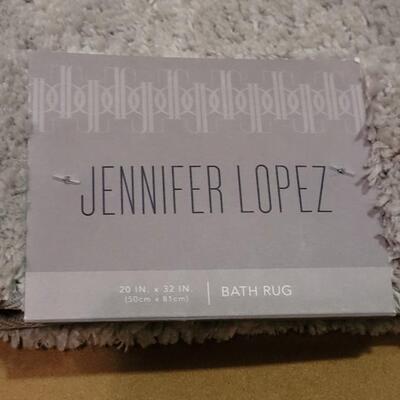 JENNIFER LOPEZ
20 IN. x 32 IN.
(50cm x 81cm)
BATH RUG